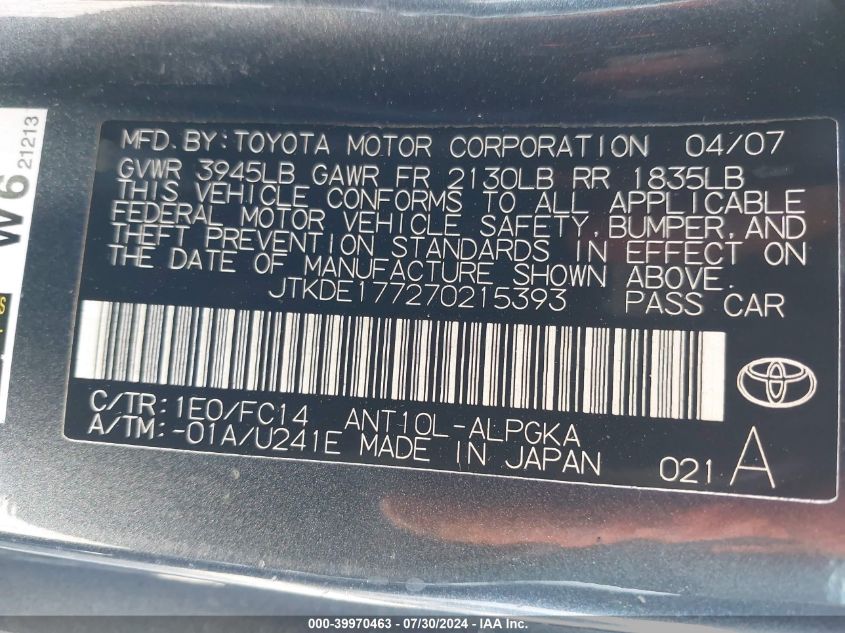 W6
21213
MFD. BY: TOYOTA MOTOR CORPORATION 04/07
GVWR 3945LB GAWR FR 2130LB RR 1835LB
THIS VEHICLE CONFORMS TO ALL APPLICABLE
FEDERAL MOTOR VEHICLE SAFETY, BUMPER, AND
THEFT PREVENTION STANDARDS IN EFFECT ON
THE DATE OF MANUFACTURE SHOWN ABOVE.
JTKDE177270215393 PASS CAR
C/TR: 1E0/FC14 ANT10L-ALPGKA
A/TM: -01A/U241E MADE IN JAPAN 021 A
000-39970463 - 07/30/2024 - IAA Inc.